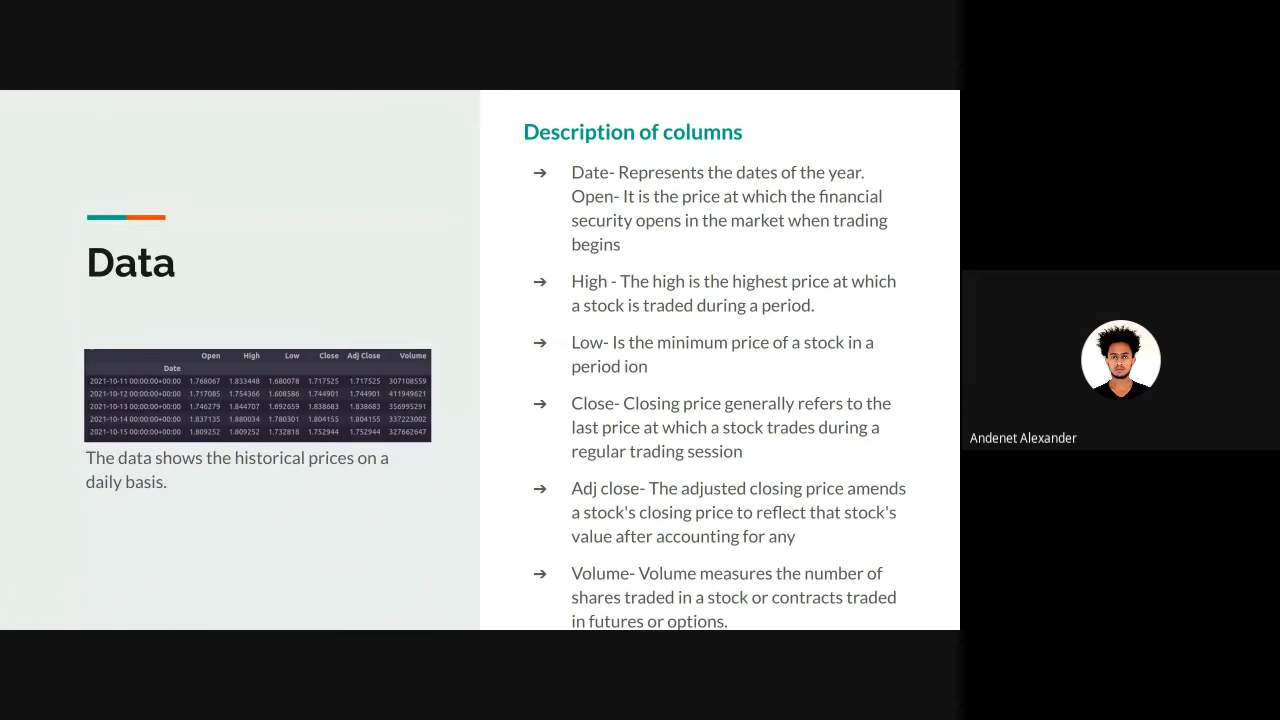 Data
Open High Low Close Adj Close Volume
Date
2021-10-11 00:00:00+00:00 1.768067 1.833448 1.680078 1.717525 1.717525 307108559
2021-10-12 00:00:00+00:00 1.717085 1.754366 1.608586 1.744901 1.744901 411949621
2021-10-13 00:00:00+00:00 1.746279 1.844707 1.692659 1.838683 1.838683 356995291
2021-10-14 00:00:00+00:00 1.837135 1.880034 1.780301 1.804155 1.804155 337223002
2021-10-15 00:00:00+00:00 1.809252 1.809252 1.732818 1.752944 1.752944 327662647
The data shows the historical prices on a
daily basis.
Description of columns
➔ Date- Represents the dates of the year.
Open- It is the price at which the financial
security opens in the market when trading
begins
➔ High - The high is the highest price at which
a stock is traded during a period.
➔ Low- Is the minimum price of a stock in a
period ion
➔ Close- Closing price generally refers to the
last price at which a stock trades during a
regular trading session
➔ Adj close- The adjusted closing price amends
a stock's closing price to reflect that stock's
value after accounting for any
➔ Volume- Volume measures the number of
shares traded in a stock or contracts traded
in futures or options.
Andenet Alexander